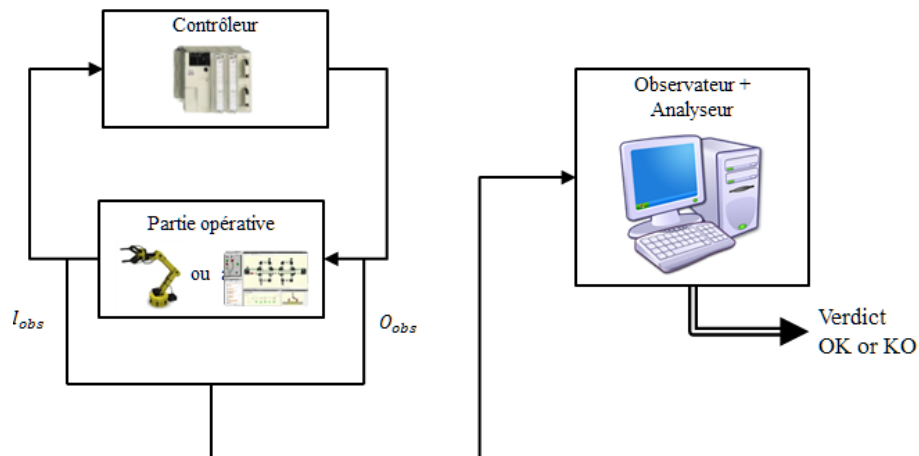 Contrôleur
Observateur +
Analyseur
Partie opérative
ou
I_obs
O_obs
Verdict
OK or KO